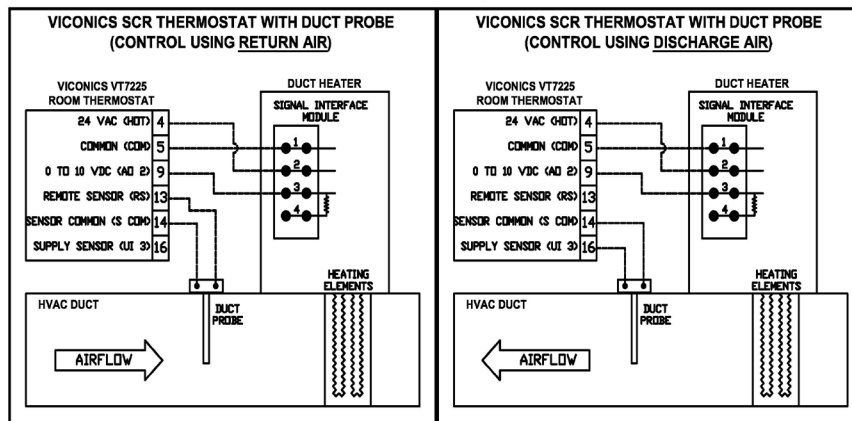 VICONICS SCR THERMOSTAT WITH DUCT PROBE
(CONTROL USING RETURN AIR)
VICONICS VT7225
ROOM THERMOSTAT
DUCT HEATER
SIGNAL INTERFACE
MODULE
24 VAC (HOT) 4
COMMON (COM) 5
0 TO 10 VDC (AO 2) 9
REMOTE SENSOR (RS) 13
SENSOR COMMON (S COM) 14
SUPPLY SENSOR (UI 3) 16
1
2
3
4
HEATING
ELEMENTS
HVAC DUCT
DUCT
PROBE
AIRFLOW
VICONICS SCR THERMOSTAT WITH DUCT PROBE
(CONTROL USING DISCHARGE AIR)
VICONICS VT7225
ROOM THERMOSTAT
DUCT HEATER
SIGNAL INTERFACE
MODULE
24 VAC (HOT) 4
COMMON (COM) 5
0 TO 10 VDC (AO 2) 9
REMOTE SENSOR (RS) 13
SENSOR COMMON (S COM) 14
SUPPLY SENSOR (UI 3) 16
1
2
3
4
HEATING
ELEMENTS
HVAC DUCT
DUCT
PROBE
AIRFLOW